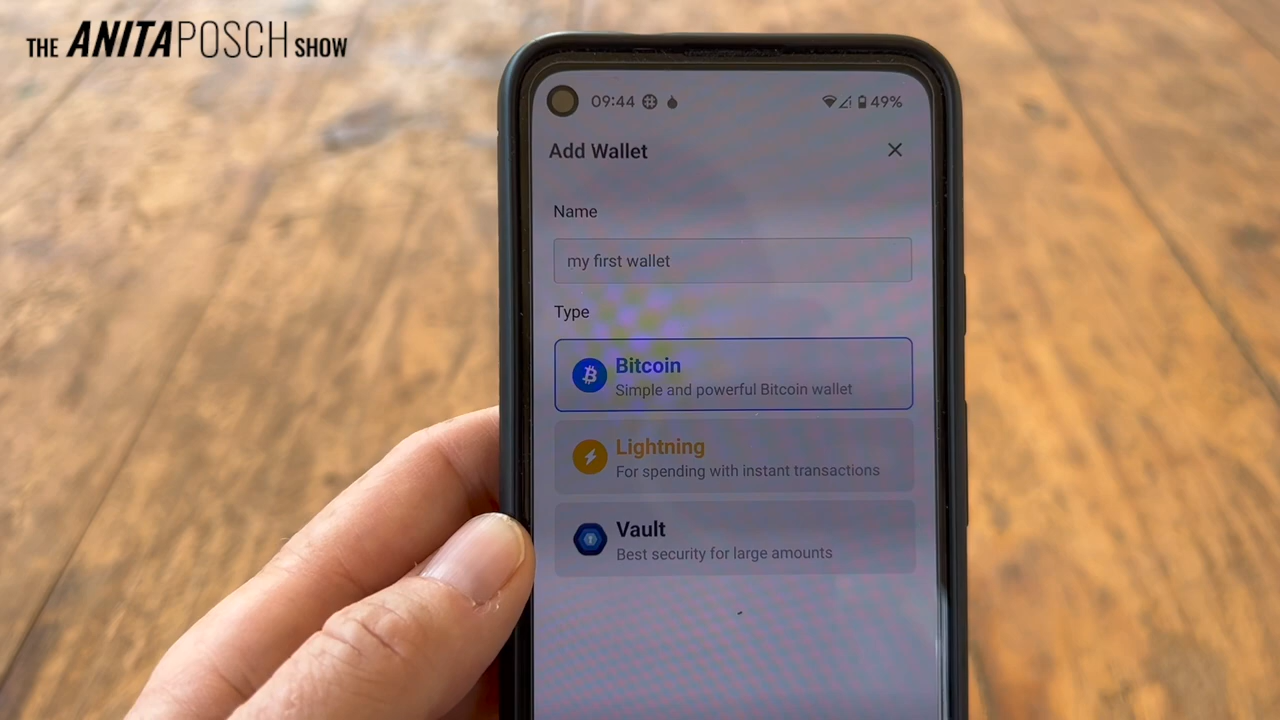 THE ANITA POSCH SHOW
09:44 49%
Add Wallet
Name
my first wallet
Type
Bitcoin
Simple and powerful Bitcoin wallet
Lightning
For spending with instant transactions
Vault
Best security for large amounts